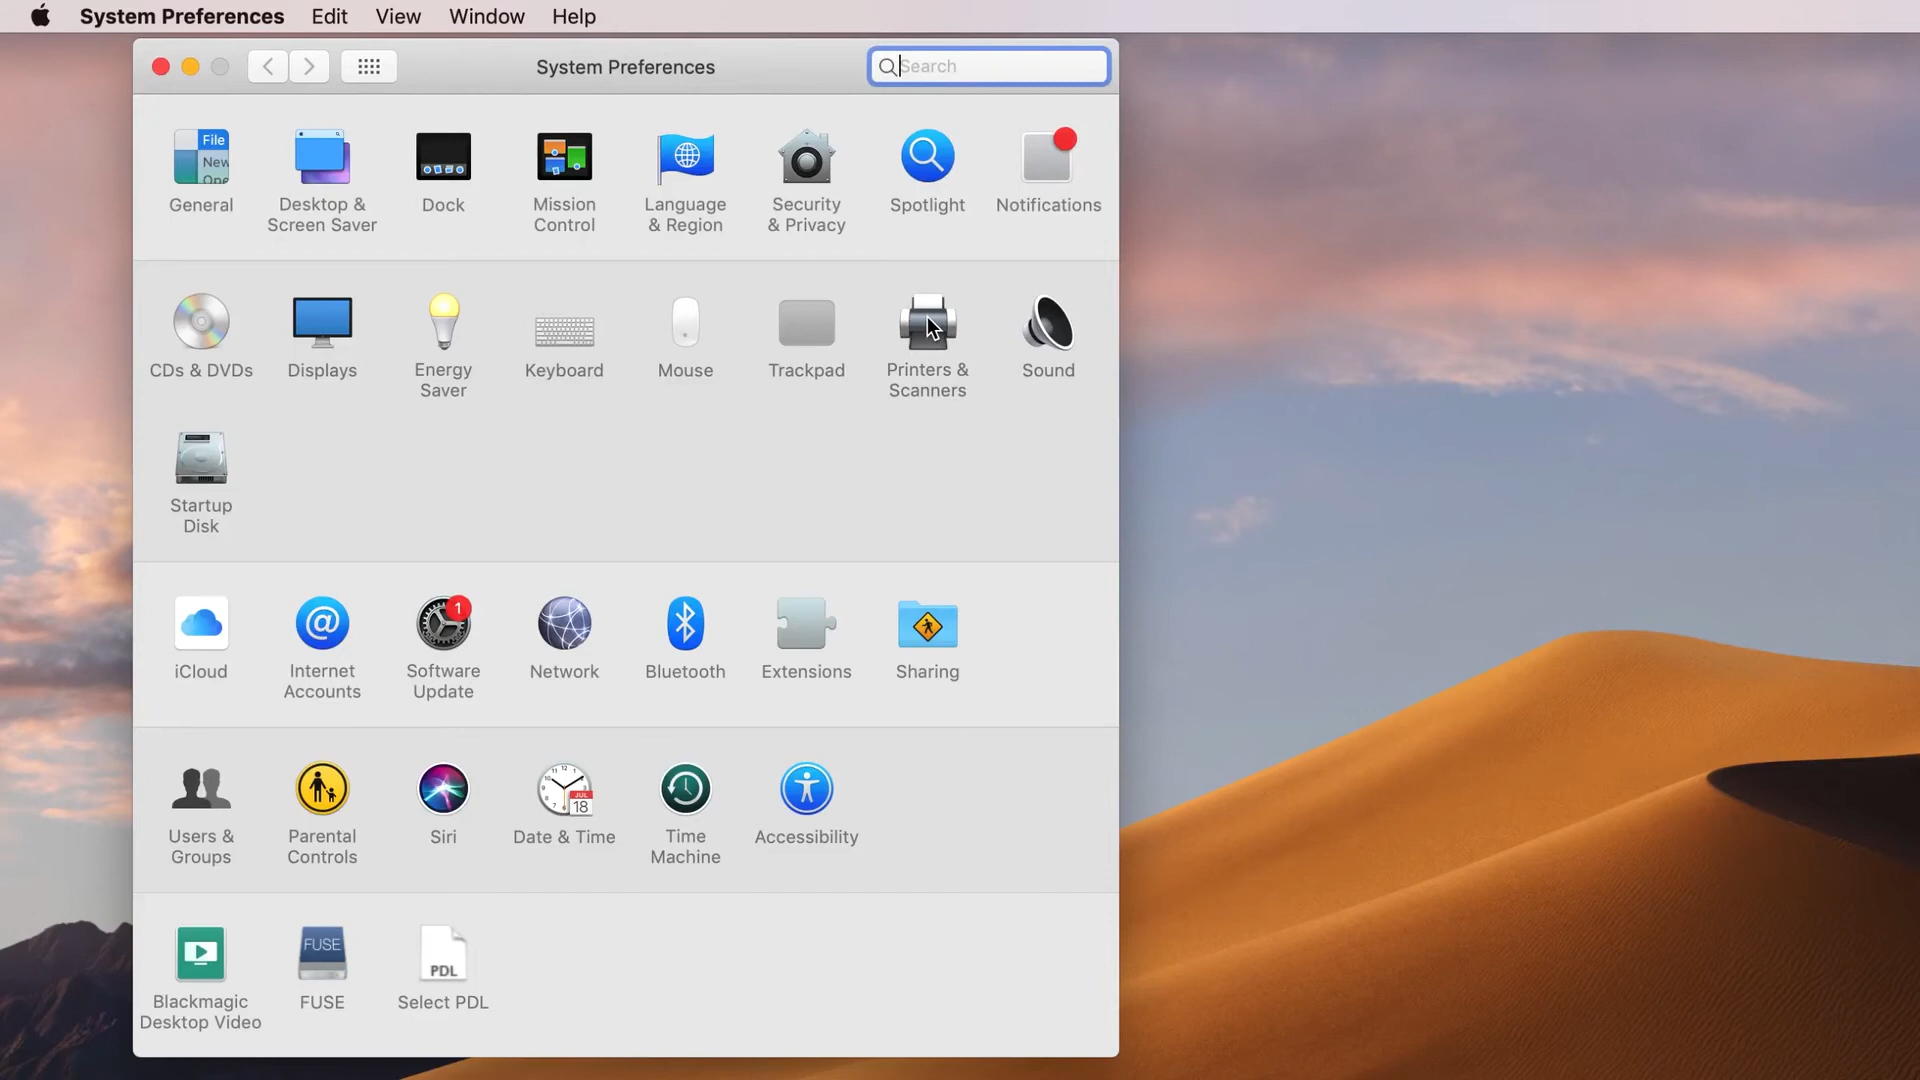 System Preferences Edit View Window Help
System Preferences
Search
File
New
Ope
General
Desktop &
Screen Saver
Dock
Mission
Control
Language
& Region
Security
& Privacy
Spotlight
Notifications
CDs & DVDs
Displays
Energy
Saver
Keyboard
Mouse
Trackpad
Printers &
Scanners
Sound
Startup
Disk
iCloud
@
Internet
Accounts
1
Software
Update
Network
Bluetooth
Extensions
Sharing
Users &
Groups
Parental
Controls
Siri
JUL
18
Date & Time
Time
Machine
Accessibility
Blackmagic
Desktop Video
FUSE
FUSE
PDL
Select PDL